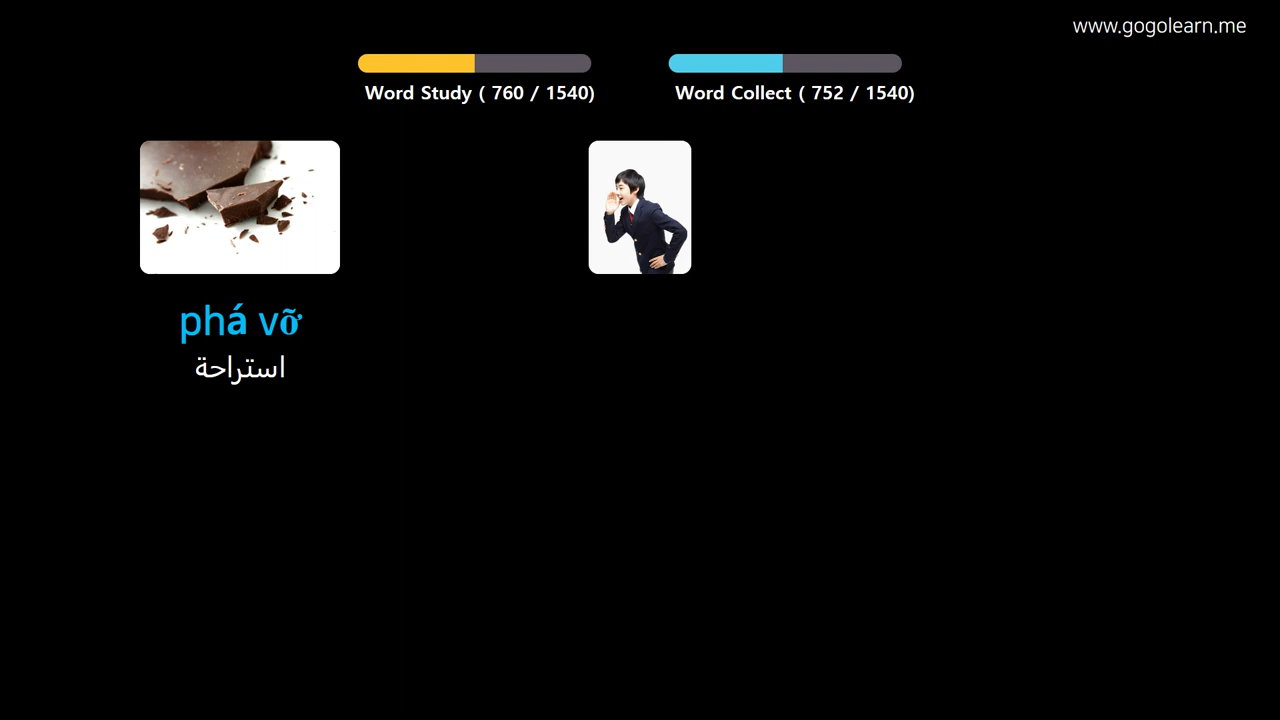 www.gogolearn.me
Word Study ( 760 / 1540)
Word Collect ( 752 / 1540)
phá vỡ
استراحة